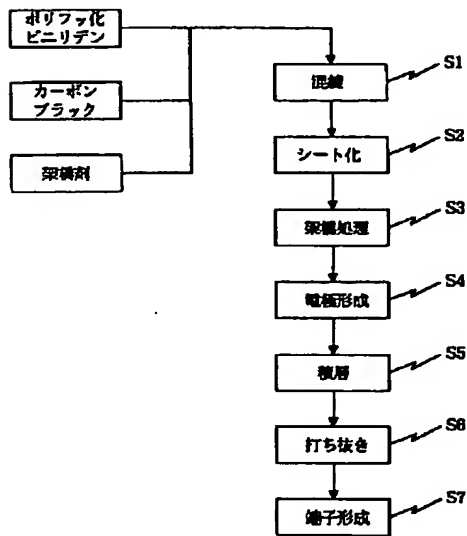 ポリフッ化
ビニリデン
カーボン
ブラック
架橋剤
混練
S1
シート化
S2
架橋処理
S3
電極形成
S4
積層
S5
打ち抜き
S6
端子形成
S7